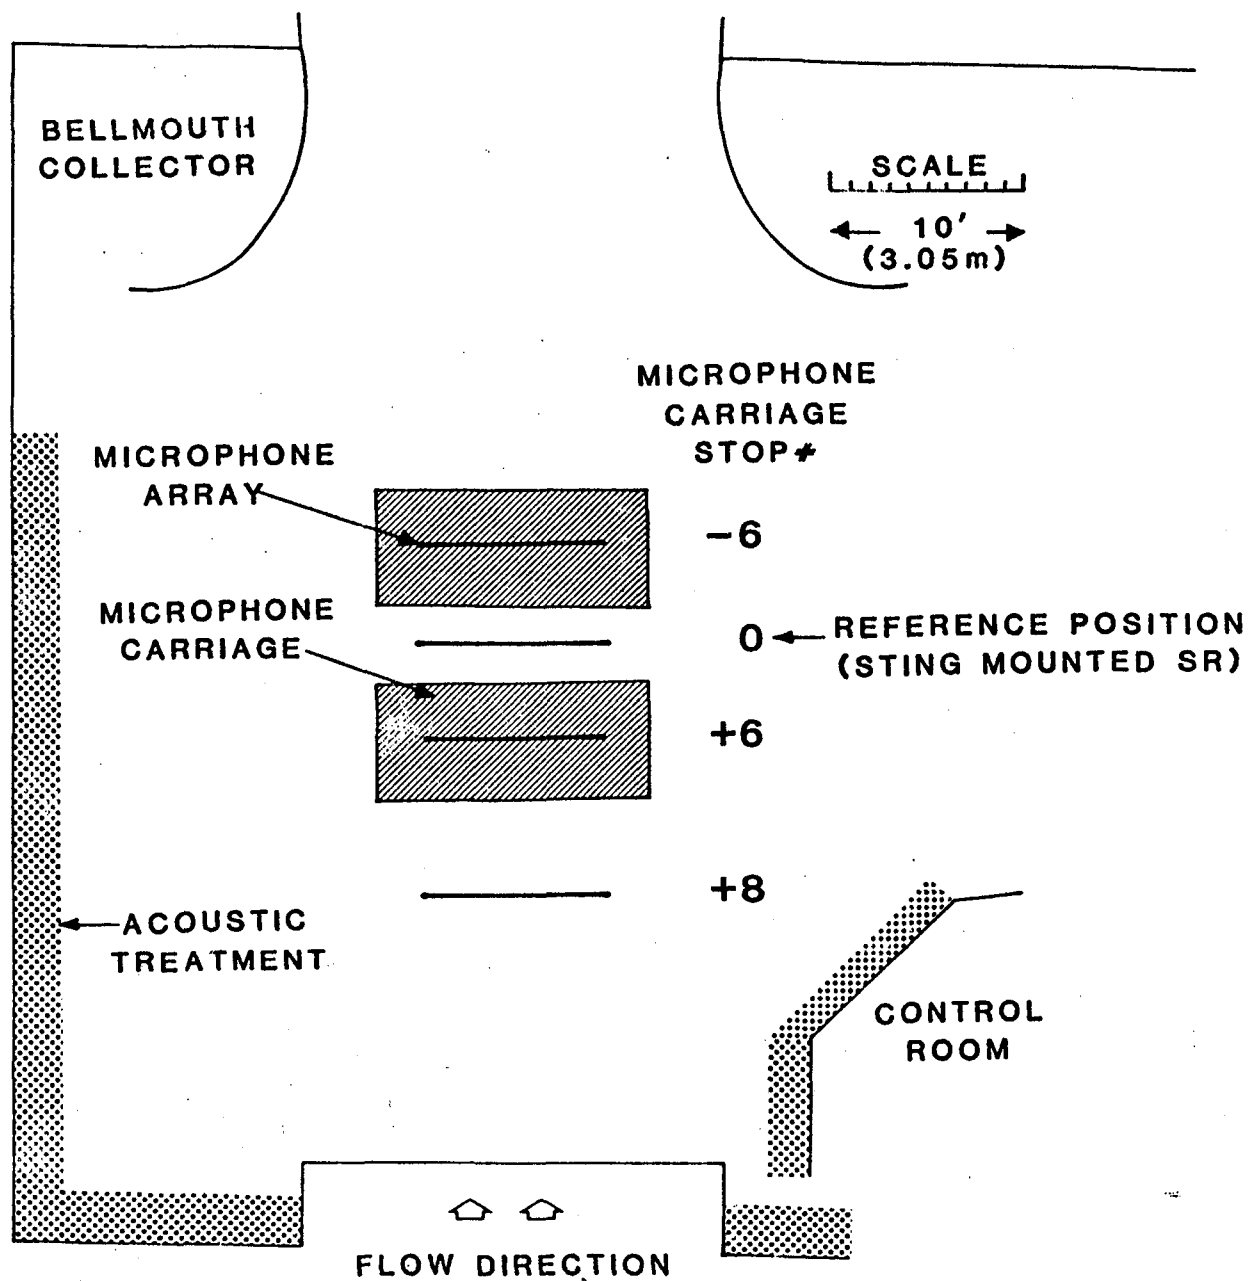 BELLMOUTH
COLLECTOR
SCALE
10'
(3.05m)
MICROPHONE
CARRIAGE
STOP#
MICROPHONE
ARRAY
-6
MICROPHONE
CARRIAGE
0
REFERENCE POSITION
(STING MOUNTED SR)
+6
+8
ACOUSTIC
TREATMENT
CONTROL
ROOM
FLOW DIRECTION